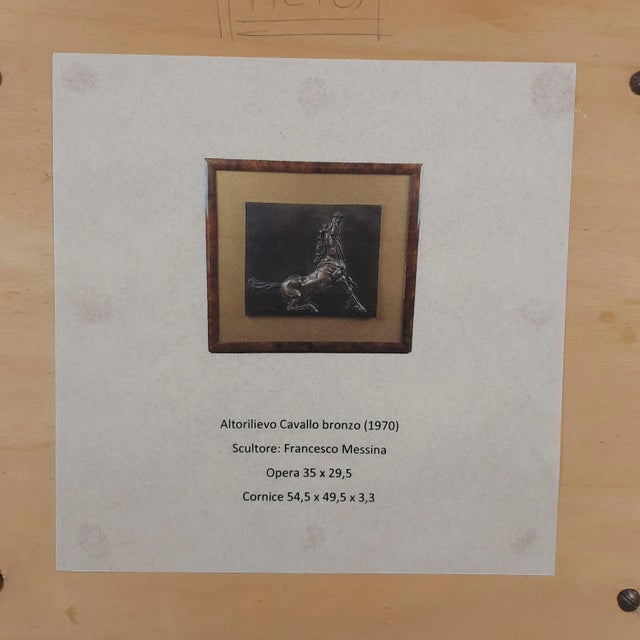 Altorilievo Cavallo bronzo (1970)
Scultore: Francesco Messina
Opera 35 x 29,5
Cornice 54,5 x 49,5 x 3,3